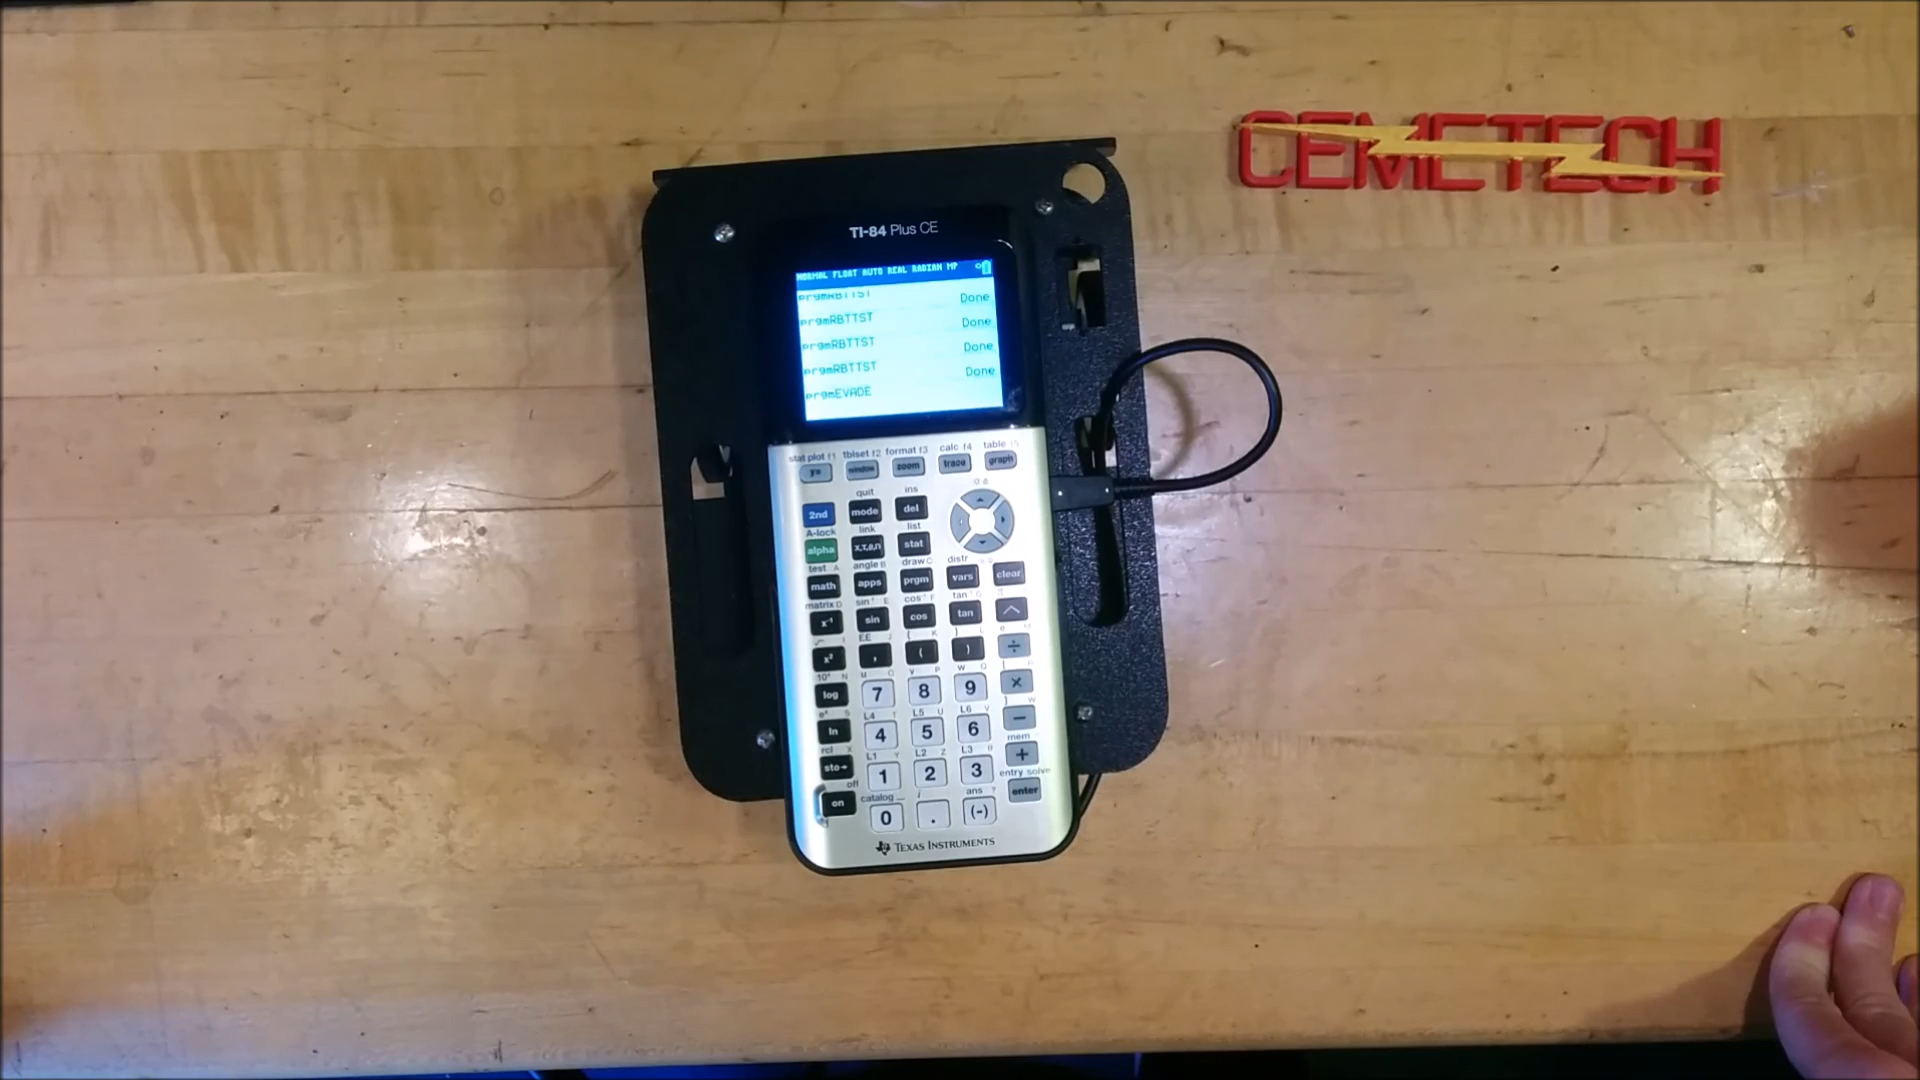 CEMETECH
TI-84 Plus CE
NORMAL FLOAT AUTO REAL RADIAN MP
prgmRBTTST
Done
prgmRBTTST
Done
prgmRBTTST
Done
prgmRBTTST
Done
prgmEVADE
stat plot f1 tblset f2 format f3 calc f4 table f5
y= window zoom trace graph
quit ins
2nd mode del
A-lock link list
alpha X,T,θ,n stat
test A angle B draw C distr
math apps prgm vars clear
matrix D sin⁻¹ E cos⁻¹ F tan⁻¹ G π H
x⁻¹ sin cos tan ^
√ I EE J { K } L e M
x² , ( ) ÷
10ˣ N u O v P w Q [ R
log 7 8 9 ×
eˣ S L4 T L5 U L6 V ] W
ln 4 5 6 −
rcl X L1 Y L2 Z L3 θ mem
sto→ 1 2 3 +
off catalog i ans ? entry solve
on 0 . (-) enter
TEXAS INSTRUMENTS